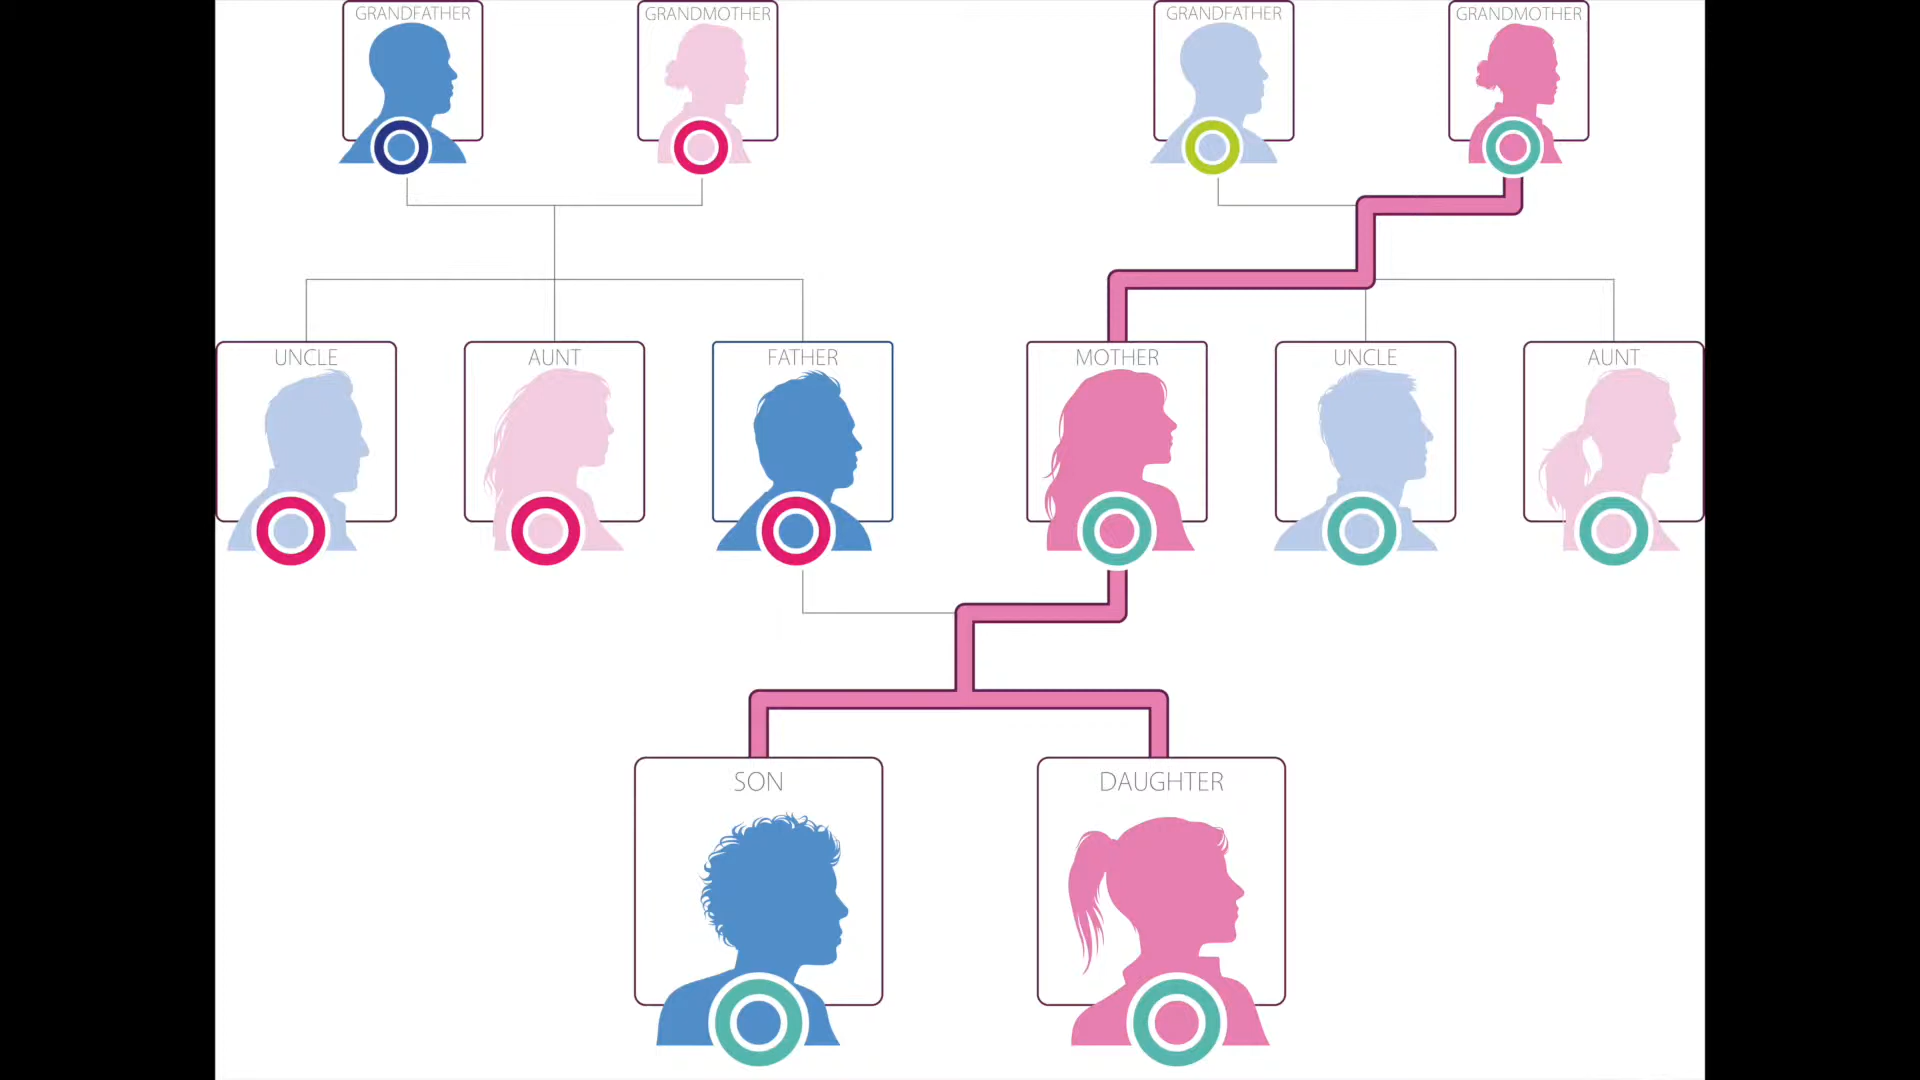 GRANDFATHER
GRANDMOTHER
GRANDFATHER
GRANDMOTHER
UNCLE
AUNT
FATHER
MOTHER
UNCLE
AUNT
SON
DAUGHTER